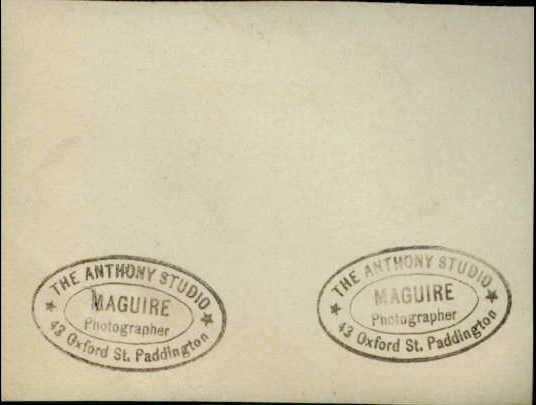 THE ANTHONY STUDIO
MAGUIRE
Photographer
43 Oxford St. Paddington
THE ANTHONY STUDIO
MAGUIRE
Photographer
43 Oxford St. Paddington